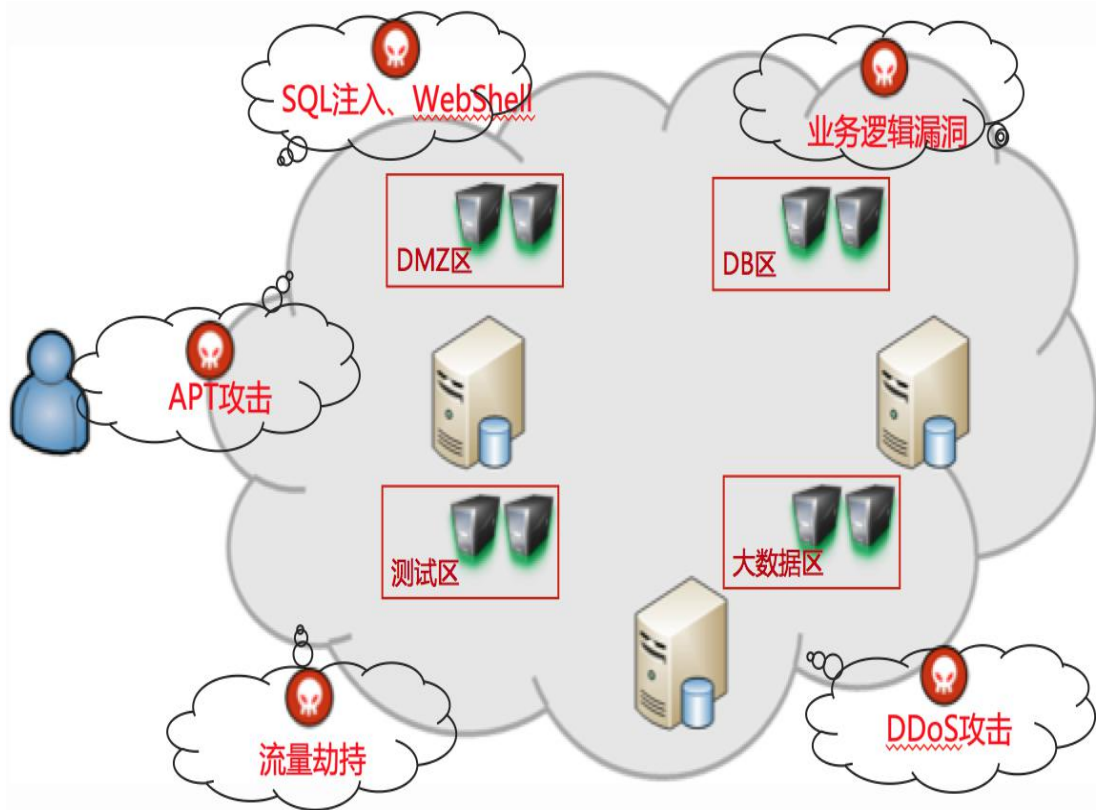 SQL注入、WebShell
业务逻辑漏洞
DMZ区
DB区
APT攻击
测试区
大数据区
流量劫持
DDoS攻击